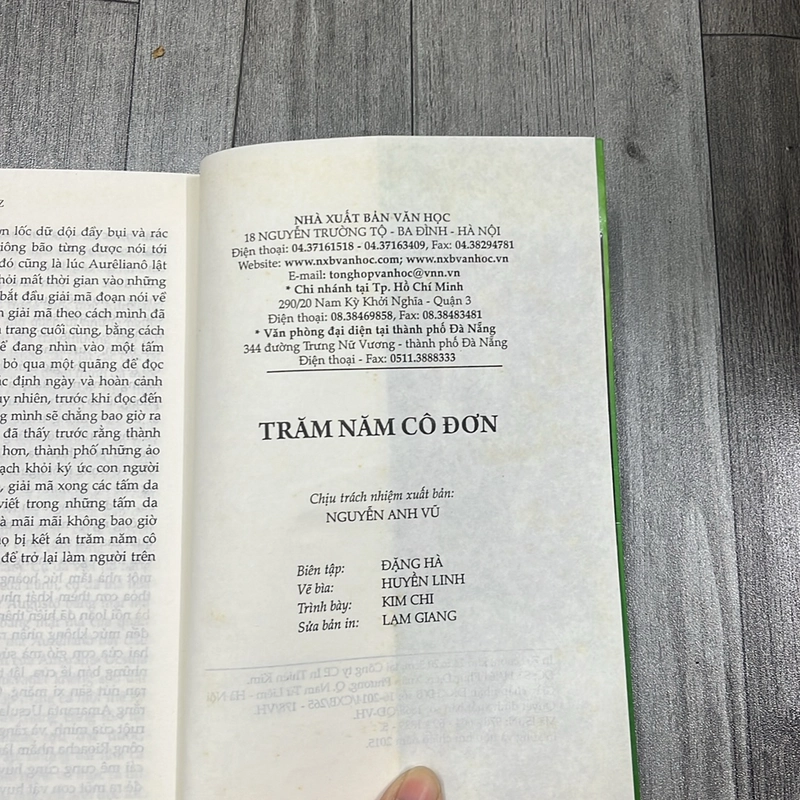 Z
n lốc dữ dội đầy bụi và rác
iông bão từng được nói tới
đó cũng là lúc Aurêlianô lật
hỏi mất thời gian vào những
bắt đầu giải mã đoạn nói về
n giải mã theo cách mình đã
trang cuối cùng, bằng cách
ể đang nhìn vào một tấm
bỏ qua một quãng để đọc
ác định ngày và hoàn cảnh
uy nhiên, trước khi đọc đến
ng mình sẽ chẳng bao giờ ra
đã thấy trước rằng thành
hơn, thành phố những ảo
ạch khỏi ký ức con người
, giải mã xong các tấm da
viết trong những tấm da
à mãi mãi không bao giờ
ọ bị kết án trăm năm cô
để trở lại làm người trên
NHÀ XUẤT BẢN VĂN HỌC
18 NGUYỄN TRƯỜNG TỘ - BA ĐÌNH - HÀ NỘI
Điện thoại: 04.37161518 - 04.37163409, Fax: 04.38294781
Website: www.nxbvanhoc.com; www.nxbvanhoc.vn
E-mail: tonghopvanhoc@vnn.vn
* Chi nhánh tại Tp. Hồ Chí Minh
290/20 Nam Kỳ Khởi Nghĩa - Quận 3
Điện thoại: 08.38469858, Fax: 08.38483481
* Văn phòng đại diện tại thành phố Đà Nẵng
344 đường Trưng Nữ Vương - thành phố Đà Nẵng
Điện thoại - Fax: 0511.3888333
TRĂM NĂM CÔ ĐƠN
Chịu trách nhiệm xuất bản:
NGUYỄN ANH VŨ
Biên tập: ĐẶNG HÀ
Vẽ bìa: HUYỀN LINH
Trình bày: KIM CHI
Sửa bản in: LAM GIANG